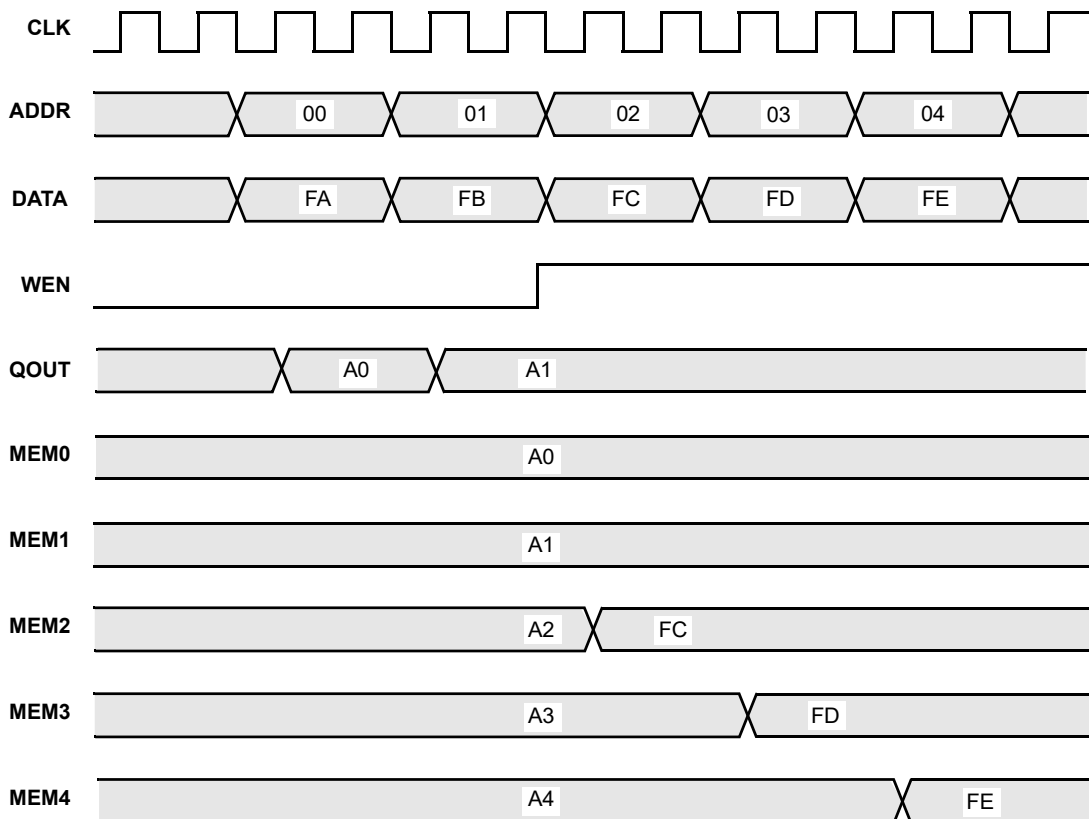 CLK
ADDR 00 01 02 03 04
DATA FA FB FC FD FE
WEN
QOUT A0 A1
MEM0 A0
MEM1 A1
MEM2 A2 FC
MEM3 A3 FD
MEM4 A4 FE